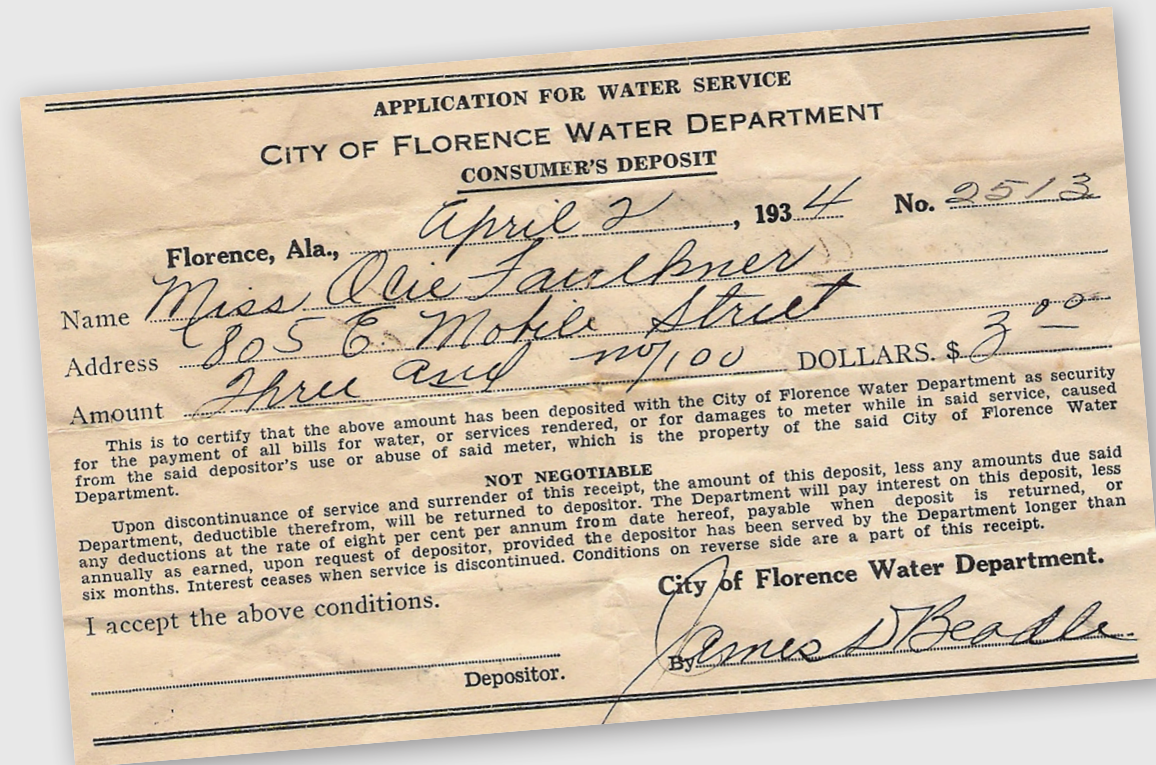 APPLICATION FOR WATER SERVICE
CITY OF FLORENCE WATER DEPARTMENT
CONSUMER'S DEPOSIT
Florence, Ala., April 2, 1934 No. 2513
Name Miss Olie Faulkner
Address 805 E Mobile Street
Amount Three and no/100 DOLLARS. $ 3 00
This is to certify that the above amount has been deposited with the City of Florence Water Department as security
for the payment of all bills for water, or services rendered, or for damages to meter while in said service, caused
from the said depositor's use or abuse of said meter, which is the property of the said City of Florence Water
Department.
NOT NEGOTIABLE
Upon discontinuance of service and surrender of this receipt, the amount of this deposit, less any amounts due said
Department, deductible therefrom, will be returned to depositor. The Department will pay interest on this deposit, less
any deductions at the rate of eight per cent per annum from date hereof, payable when deposit is returned, or
annually as earned, upon request of depositor, provided the depositor has been served by the Department longer than
six months. Interest ceases when service is discontinued. Conditions on reverse side are a part of this receipt.
I accept the above conditions.
City of Florence Water Department.
By James D Beadle
Depositor.